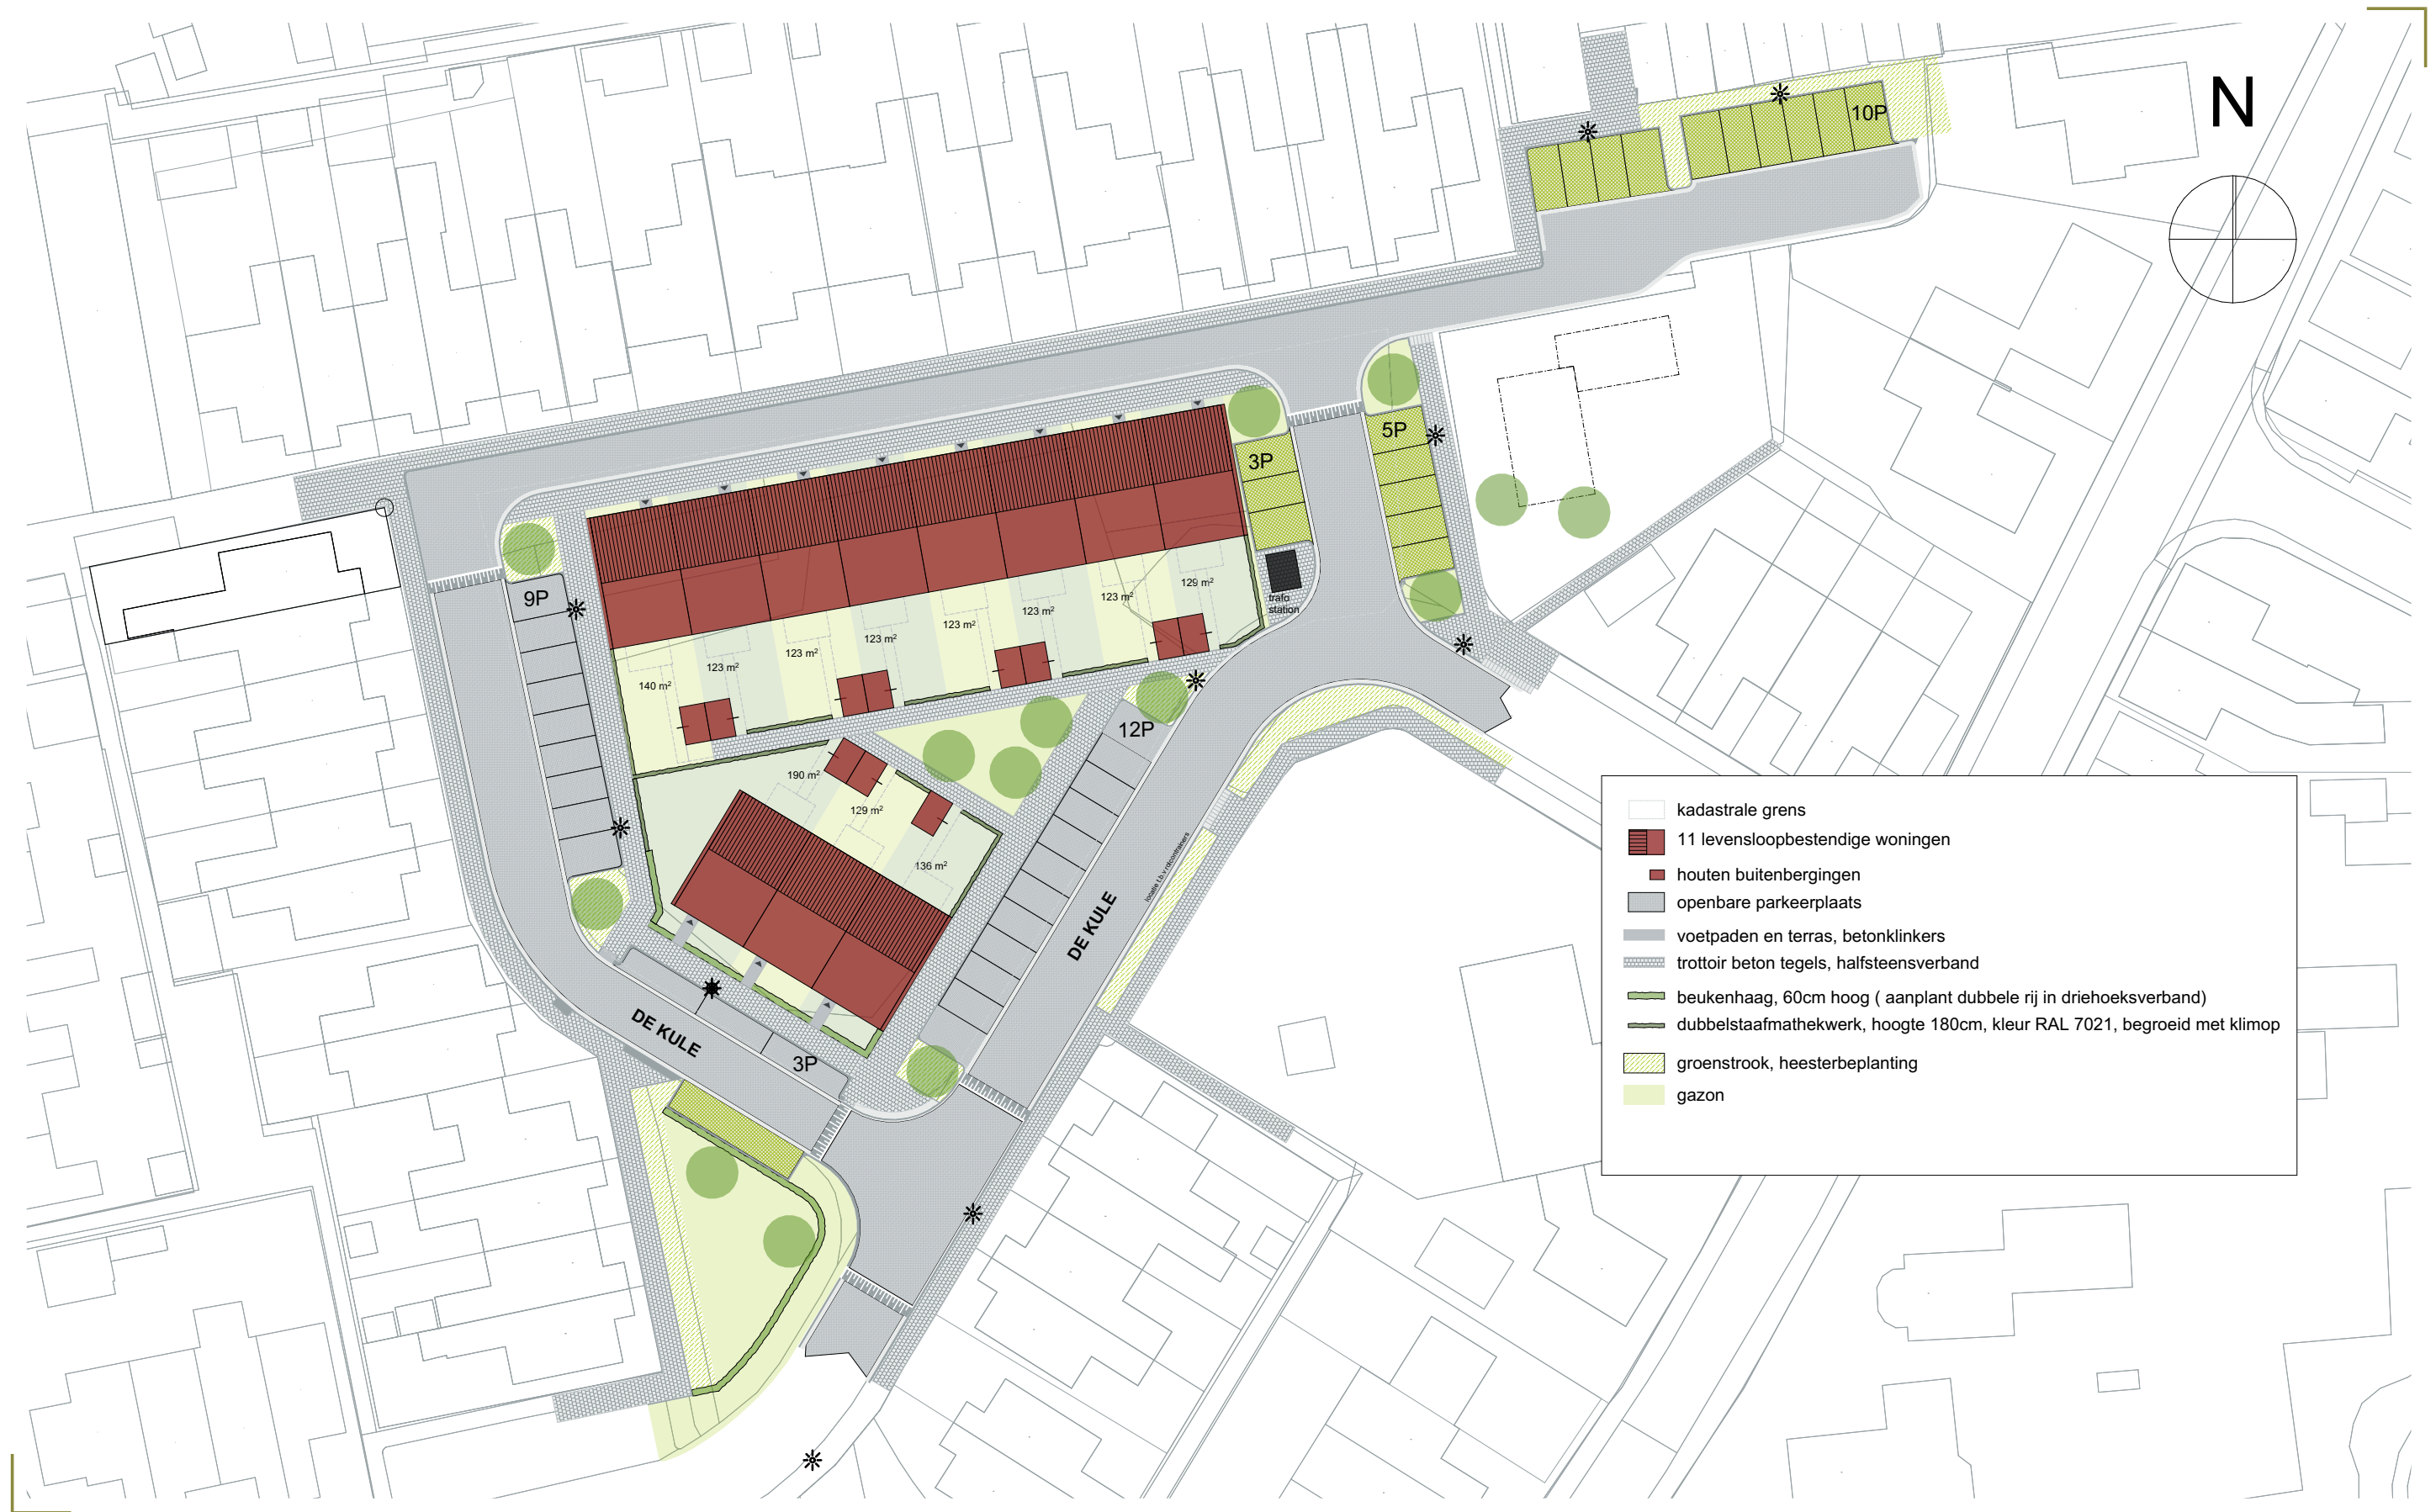 N
10P
5P
3P
9P
trafo
station
129 m²
123 m²
123 m²
123 m²
123 m²
123 m²
123 m²
140 m²
12P
190 m²
129 m²
136 m²
DE KULE
DE KULE
3P
kadastrale grens
11 levensloopbestendige woningen
houten buitenbergingen
openbare parkeerplaats
voetpaden en terras, betonklinkers
trottoir beton tegels, halfsteensverband
beukenhaag, 60cm hoog ( aanplant dubbele rij in driehoeksverband)
dubbelstaafmathekwerk, hoogte 180cm, kleur RAL 7021, begroeid met klimop
groenstrook, heesterbeplanting
gazon